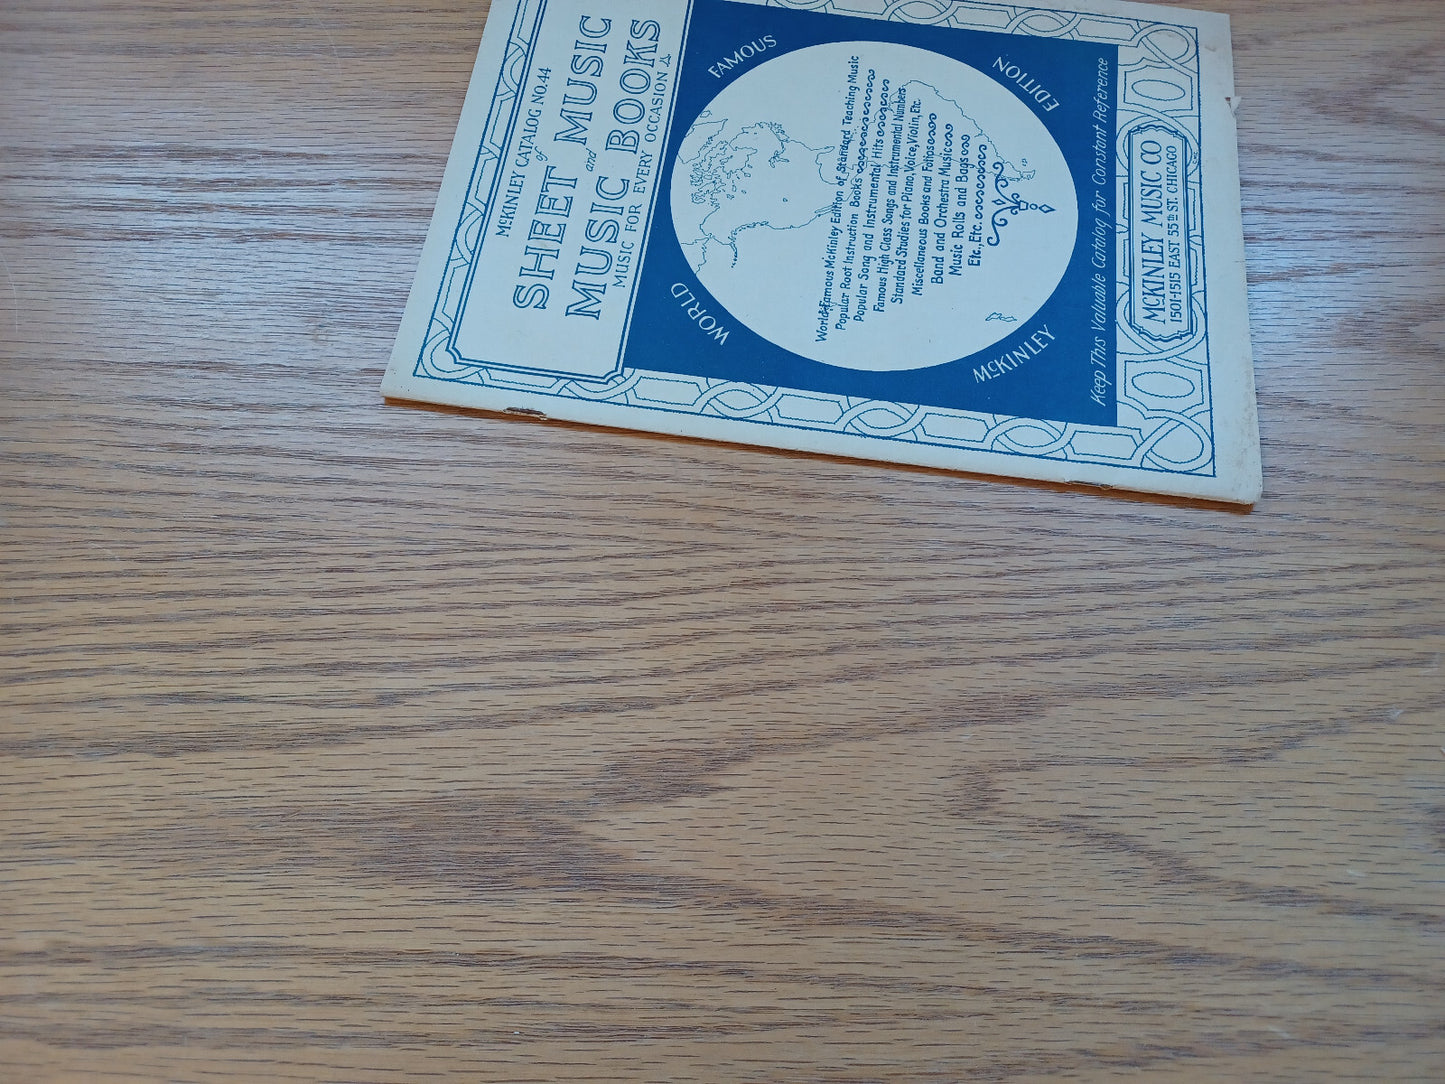 McKINLEY CATALOG NO.44
of
SHEET MUSIC
and
MUSIC BOOKS
MUSIC FOR EVERY OCCASION
WORLD FAMOUS
World-Famous McKinley Edition of Standard Teaching Music
Popular Root Instruction Books
Popular Song and Instrumental Hits
Famous High Class Songs and Instrumental Numbers
Standard Studies for Piano, Voice, Violin, Etc.
Miscellaneous Books and Folios
Band and Orchestra Music
Music Rolls and Bags
Etc., Etc.
McKINLEY EDITION
Keep This Valuable Catalog for Constant Reference
McKINLEY MUSIC CO
1501-1515 EAST 55th ST. CHICAGO